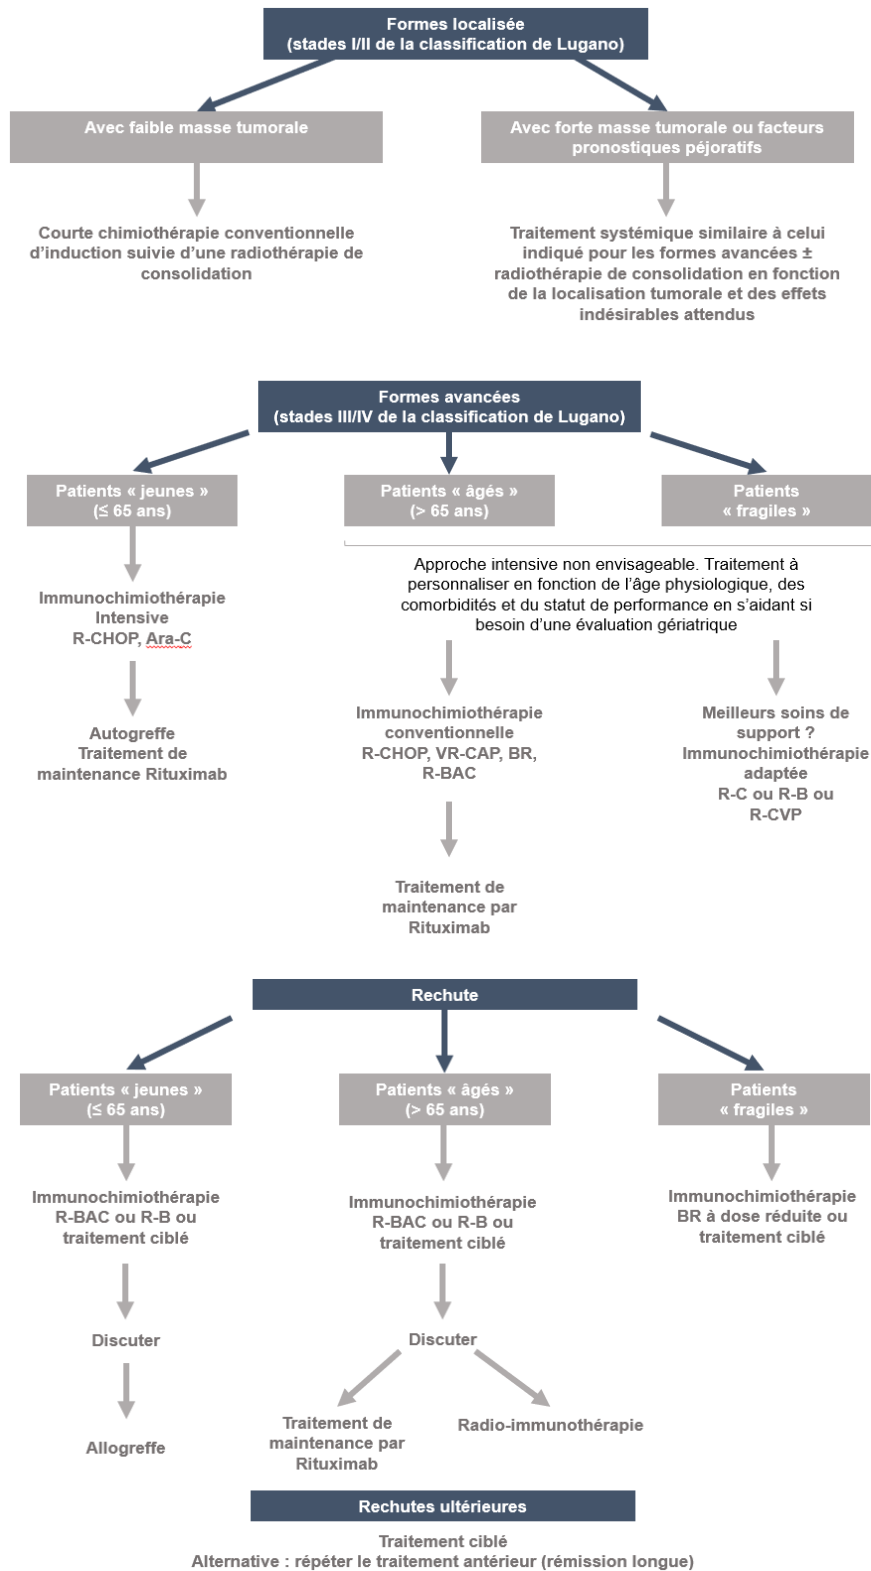 Formes localisée
(stades I/II de la classification de Lugano)
Avec faible masse tumorale
Avec forte masse tumorale ou facteurs
pronostiques péjoratifs
Courte chimiothérapie conventionnelle
d’induction suivie d’une radiothérapie de
consolidation
Traitement systémique similaire à celui
indiqué pour les formes avancées ±
radiothérapie de consolidation en fonction
de la localisation tumorale et des effets
indésirables attendus
Formes avancées
(stades III/IV de la classification de Lugano)
Patients « jeunes »
(≤ 65 ans)
Patients « âgés »
(> 65 ans)
Patients
« fragiles »
Approche intensive non envisageable. Traitement à
personnaliser en fonction de l’âge physiologique, des
comorbidités et du statut de performance en s’aidant si
besoin d’une évaluation gériatrique
Immunochimiothérapie
Intensive
R-CHOP, Ara-C
Autogreffe
Traitement de
maintenance Rituximab
Immunochimiothérapie
conventionnelle
R-CHOP, VR-CAP, BR,
R-BAC
Traitement de
maintenance par
Rituximab
Meilleurs soins de
support ?
Immunochimiothérapie
adaptée
R-C ou R-B ou
R-CVP
Rechute
Patients « jeunes »
(≤ 65 ans)
Patients « âgés »
(> 65 ans)
Patients
« fragiles »
Immunochimiothérapie
R-BAC ou R-B ou
traitement ciblé
Discuter
Allogreffe
Immunochimiothérapie
R-BAC ou R-B ou
traitement ciblé
Discuter
Traitement de
maintenance par
Rituximab
Radio-immunothérapie
Immunochimiothérapie
BR à dose réduite ou
traitement ciblé
Rechutes ultérieures
Traitement ciblé
Alternative : répéter le traitement antérieur (rémission longue)